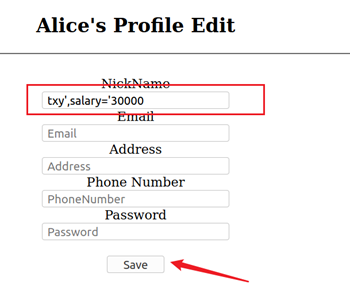 Alice's Profile Edit
NickName
txy',salary='30000
Email
Email
Address
Address
Phone Number
PhoneNumber
Password
Password
Save